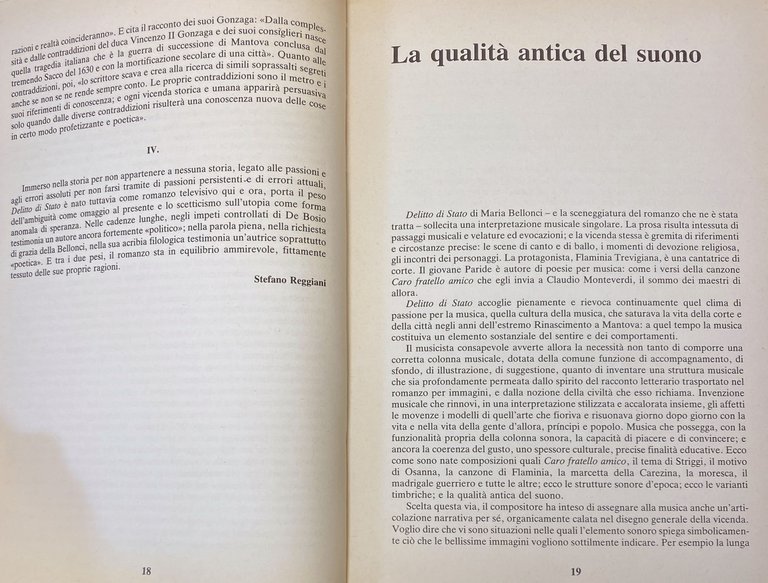 razioni e realtà coincideranno». E cita il racconto dei suoi Gonzaga: «Dalla comples-
sità e dalle contraddizioni del duca Vincenzo II Gonzaga e dei suoi consiglieri nasce
quella tragedia italiana che è la guerra di successione di Mantova conclusa dal
tremendo Sacco del 1630 e con la mortificazione secolare di una città». Quanto alle
contraddizioni, poi, «lo scrittore scava e crea alla ricerca di simili soprassalti segreti
anche se non se ne rende sempre conto. Le proprie contraddizioni sono il metro e i
suoi riferimenti di conoscenza; e ogni vicenda storica e umana apparirà persuasiva
solo quando dalle diverse contraddizioni risulterà una conoscenza nuova delle cose
in certo modo profetizzante e poetica».
IV.
Immerso nella storia per non appartenere a nessuna storia, legato alle passioni e
agli errori assoluti per non farsi tramite di passioni persistenti e di errori attuali,
Delitto di Stato è nato tuttavia come romanzo televisivo qui e ora, porta il peso
dell'ambiguità come omaggio al presente e lo scetticismo sull'utopia come forma
anomala di speranza. Nelle cadenze lunghe, negli impeti controllati di De Bosio
testimonia un autore ancora fortemente «politico»; nella parola piena, nella richiesta
di grazia della Bellonci, nella sua acribia filologica testimonia un'autrice soprattutto
«poetica». E tra i due pesi, il romanzo sta in equilibrio ammirevole, fittamente
tessuto delle sue proprie ragioni.
Stefano Reggiani
18
La qualità antica del suono
Delitto di Stato di Maria Bellonci – e la sceneggiatura del romanzo che ne è stata
tratta – sollecita una interpretazione musicale singolare. La prosa risulta intessuta di
passaggi musicali e velature ed evocazioni; e la vicenda stessa è gremita di riferimenti
e circostanze precise: le scene di canto e di ballo, i momenti di devozione religiosa,
gli incontri dei personaggi. La protagonista, Flaminia Trevigiana, è una cantatrice di
corte. Il giovane Paride è autore di poesie per musica: come i versi della canzone
Caro fratello amico che egli invia a Claudio Monteverdi, il sommo dei maestri di
allora.
Delitto di Stato accoglie pienamente e rievoca continuamente quel clima di
passione per la musica, quella cultura della musica, che saturava la vita della corte e
della città negli anni dell'estremo Rinascimento a Mantova: a quel tempo la musica
costituiva un elemento sostanziale del sentire e dei comportamenti.
Il musicista consapevole avverte allora la necessità non tanto di comporre una
corretta colonna musicale, dotata della comune funzione di accompagnamento, di
sfondo, di illustrazione, di suggestione, quanto di inventare una struttura musicale
che sia profondamente permeata dallo spirito del racconto letterario trasportato nel
romanzo per immagini, e dalla nozione della civiltà che esso richiama. Invenzione
musicale che rinnovi, in una interpretazione stilizzata e accalorata insieme, gli affetti
e le movenze i modelli di quell'arte che fioriva e risuonava giorno dopo giorno con la
vita e nella vita della gente d'allora, príncipi e popolo. Musica che possegga, con la
funzionalità propria della colonna sonora, la capacità di piacere e di convincere; e
ancora la coerenza del gusto, uno spessore culturale, precise finalità educative. Ecco
come sono nate composizioni quali Caro fratello amico, il tema di Striggi, il motivo
di Osanna, la canzone di Flaminia, la marcetta della Carezina, la moresca, il
madrigale guerriero e tutte le altre; ecco le strutture sonore d'epoca; ecco le varianti
timbriche; e la qualità antica del suono.
Scelta questa via, il compositore ha inteso di assegnare alla musica anche un'arti-
colazione narrativa per sé, organicamente calata nel disegno generale della vicenda.
Voglio dire che vi sono situazioni nelle quali l'elemento sonoro spiega simbolicamen-
te ciò che le bellissime immagini vogliono sottilmente indicare. Per esempio la lunga
19